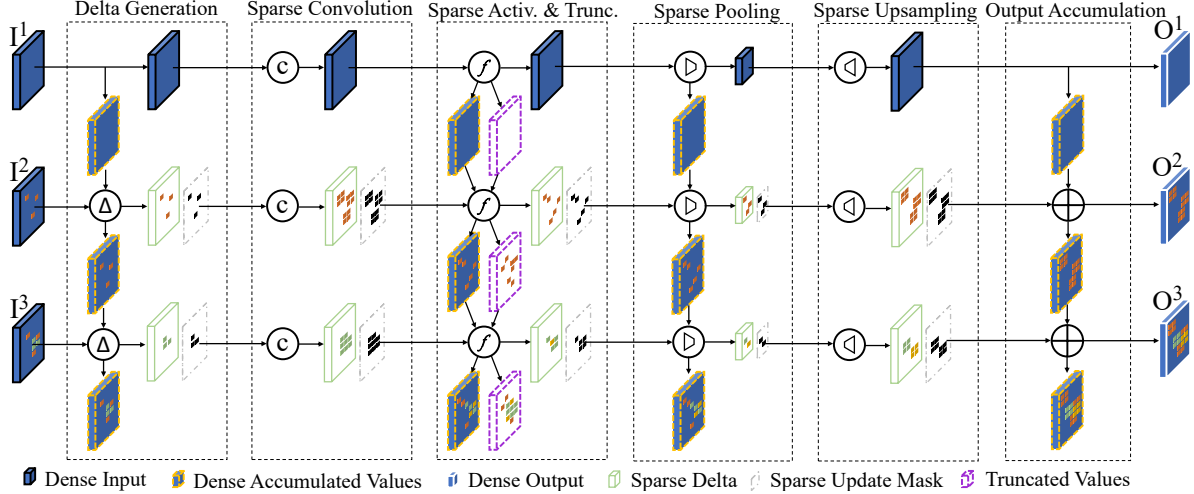 Delta Generation
Sparse Convolution
Sparse Activ. & Trunc.
Sparse Pooling
Sparse Upsampling
Output Accumulation
I¹
c
f
O¹
I²
Δ
c
f
O²
I³
Δ
c
f
O³
Dense Input
Dense Accumulated Values
Dense Output
Sparse Delta
Sparse Update Mask
Truncated Values